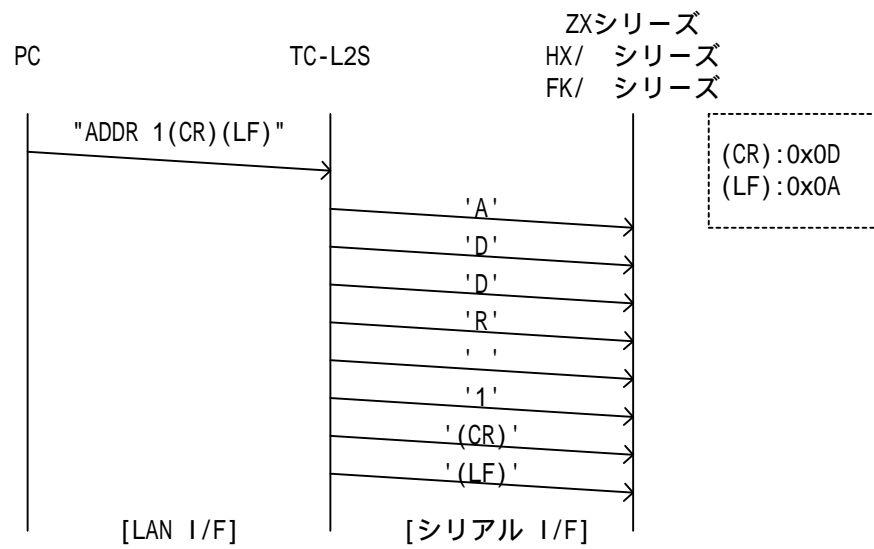 ZXシリーズ
PC TC-L2S HX/ シリーズ
FK/ シリーズ
"ADDR 1(CR)(LF)"
(CR):0x0D
(LF):0x0A
'A'
'D'
'D'
'R'
' '
'1'
'(CR)'
'(LF)'
[LAN I/F] [シリアル I/F]